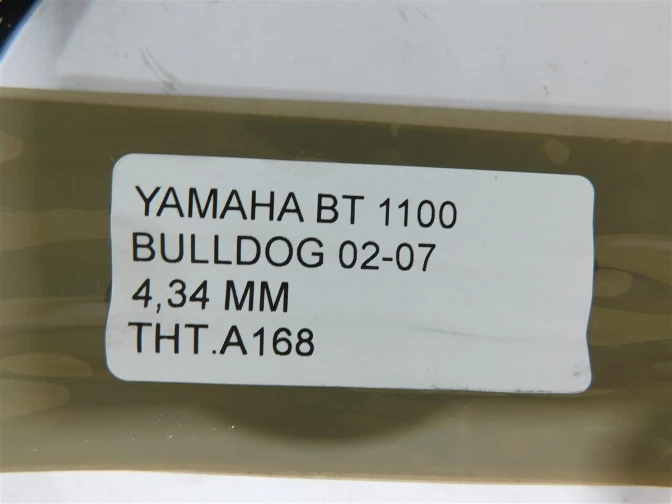 YAMAHA BT 1100
BULLDOG 02-07
4,34 MM
THT.A168